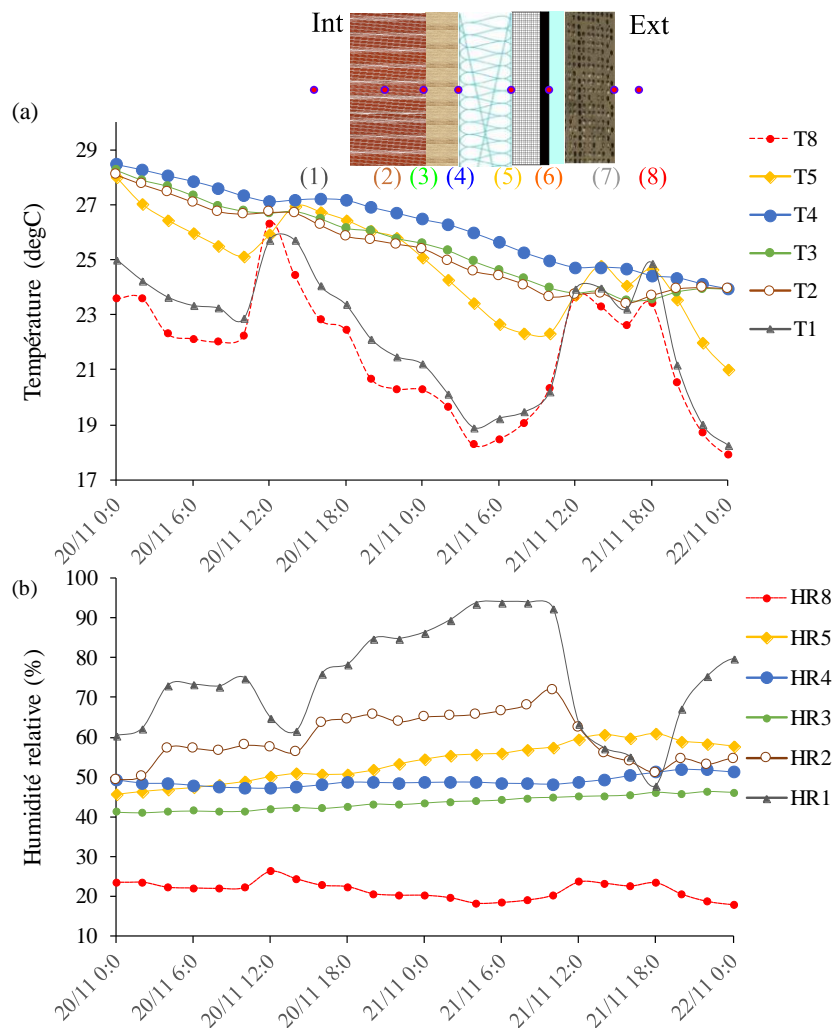 Int Ext
(a)
(1) (2) (3) (4) (5) (6) (7) (8)
Température (degC)
29
27
25
23
21
19
17
20/11 0:0 20/11 6:0 20/11 12:0 20/11 18:0 21/11 0:0 21/11 6:0 21/11 12:0 21/11 18:0 22/11 0:0
T8
T5
T4
T3
T2
T1
(b)
Humidité relative (%)
100
90
80
70
60
50
40
30
20
10
20/11 0:0 20/11 6:0 20/11 12:0 20/11 18:0 21/11 0:0 21/11 6:0 21/11 12:0 21/11 18:0 22/11 0:0
HR8
HR5
HR4
HR3
HR2
HR1